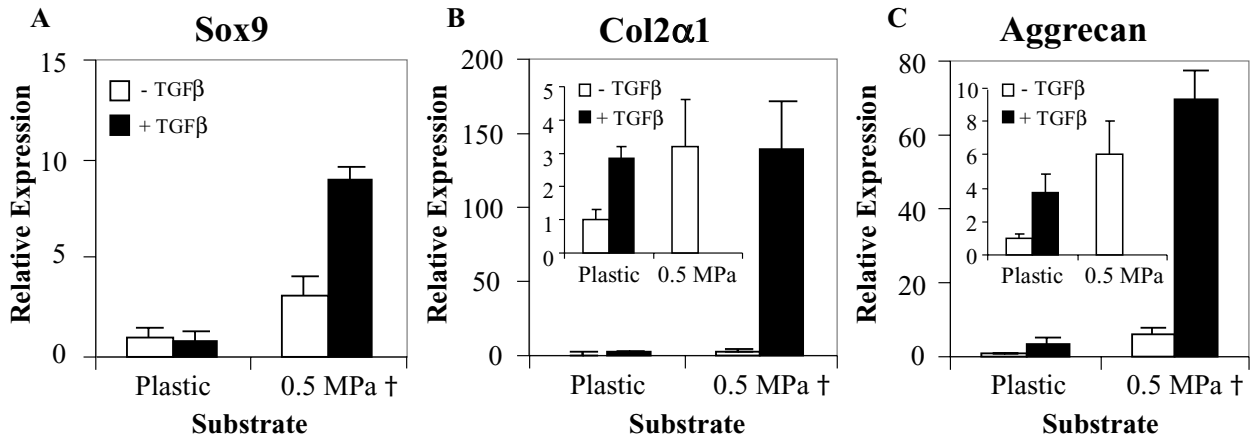 A
Sox9
Relative Expression
15
10
5
0
- TGFβ
+ TGFβ
Plastic
0.5 MPa †
Substrate
B
Col2α1
Relative Expression
200
150
100
50
0
5
4
3
2
1
0
- TGFβ
+ TGFβ
Plastic
0.5 MPa
Plastic
0.5 MPa †
Substrate
C
Aggrecan
Relative Expression
80
60
40
20
0
10
8
6
4
2
0
- TGFβ
+ TGFβ
Plastic
0.5 MPa
Plastic
0.5 MPa †
Substrate